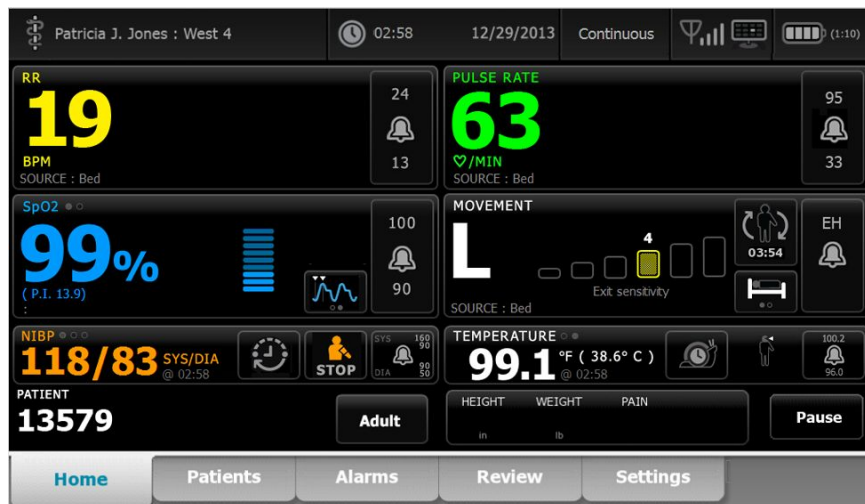 Patricia J. Jones : West 4
02:58
12/29/2013
Continuous
(1:10)
RR
19
BPM
SOURCE : Bed
24
13
PULSE RATE
63
/MIN
SOURCE : Bed
95
33
SpO2
99%
( P.I. 13.9)
:
100
90
MOVEMENT
L
4
Exit sensitivity
SOURCE : Bed
03:54
EH
NIBP
118/83 SYS/DIA
@ 02:58
STOP
SYS 160
90
DIA 90
50
TEMPERATURE
99.1 °F ( 38.6° C )
@ 02:58
100.2
96.0
PATIENT
13579
Adult
HEIGHT WEIGHT PAIN
in lb
Pause
Home Patients Alarms Review Settings